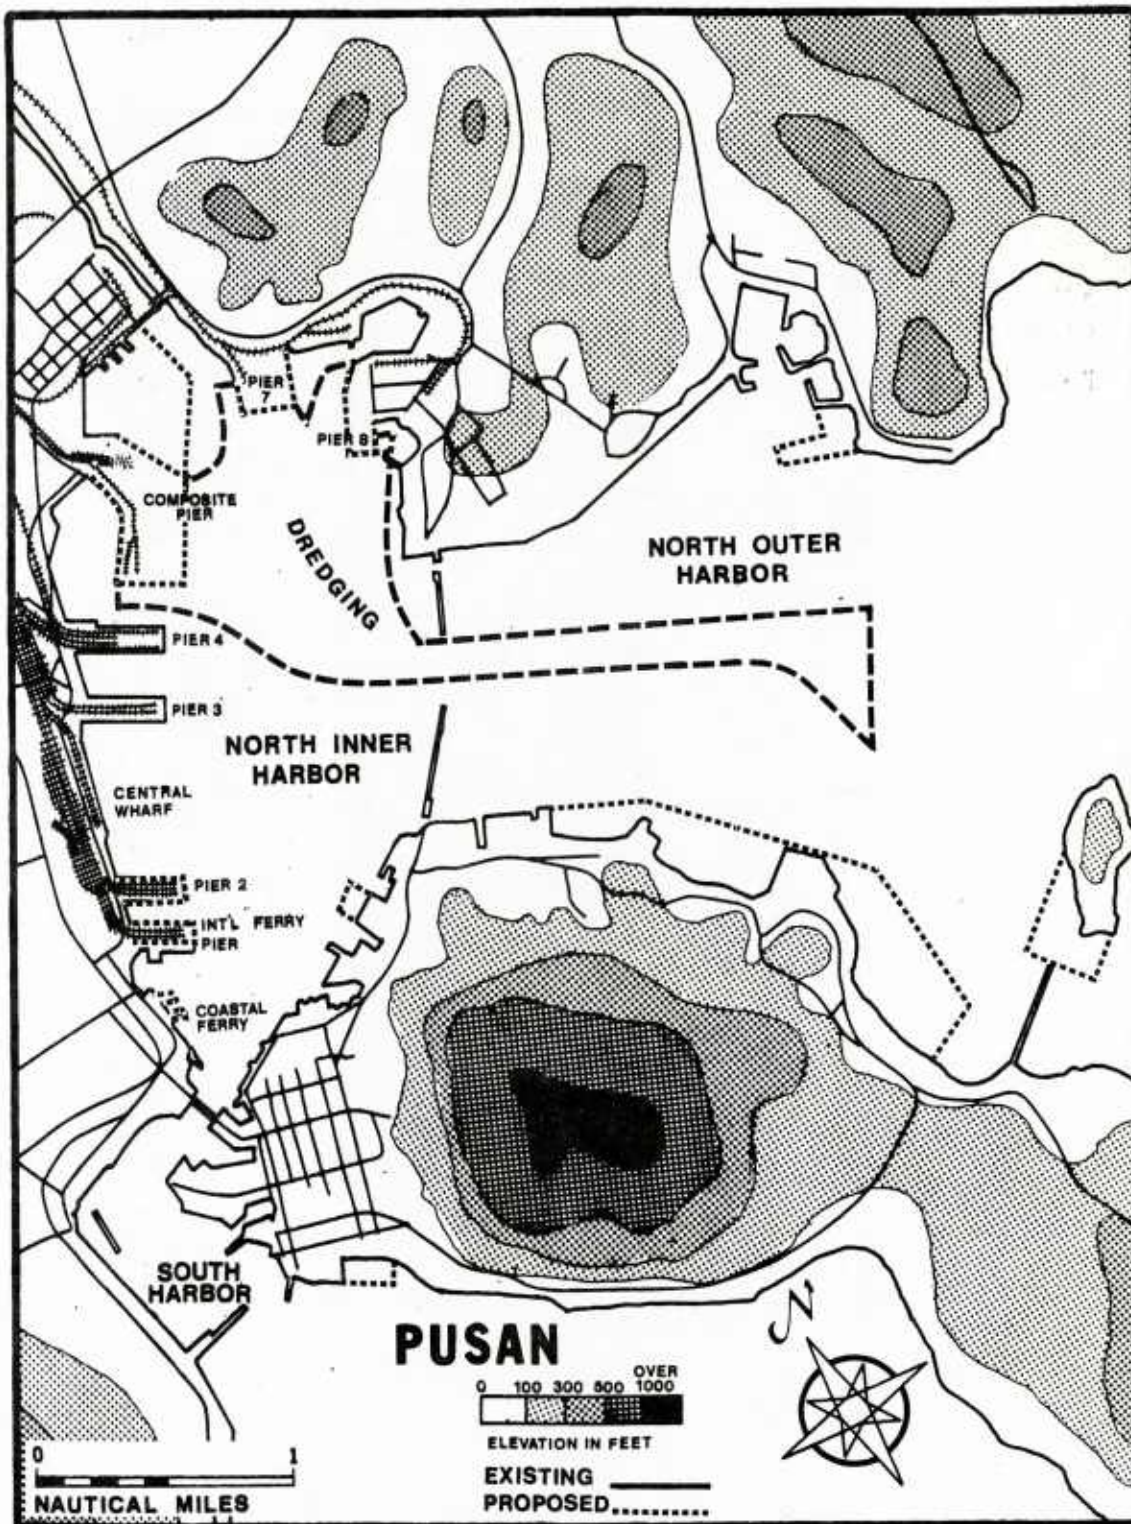 PIER
7
PIER 8
COMPOSITE
PIER
DREDGING
NORTH OUTER
HARBOR
PIER 4
PIER 3
NORTH INNER
HARBOR
CENTRAL
WHARF
PIER 2
INT'L FERRY
PIER
COASTAL
FERRY
SOUTH
HARBOR
PUSAN
N
OVER
0 100 300 500 1000
ELEVATION IN FEET
EXISTING
PROPOSED
0 1
NAUTICAL MILES